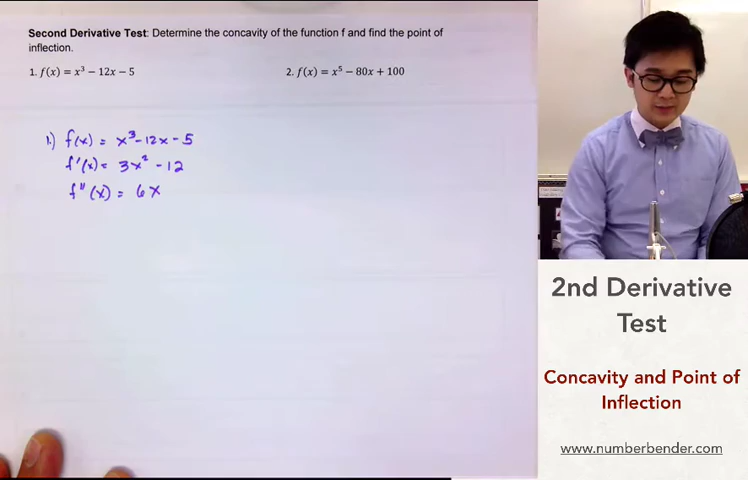 Second Derivative Test: Determine the concavity of the function f and find the point of
inflection.
1. f(x) = x³ − 12x − 5
2. f(x) = x⁵ − 80x + 100
1.) f(x) = x³ - 12x - 5
f'(x) = 3x² - 12
f''(x) = 6x
2nd Derivative
Test
Concavity and Point of
Inflection
www.numberbender.com